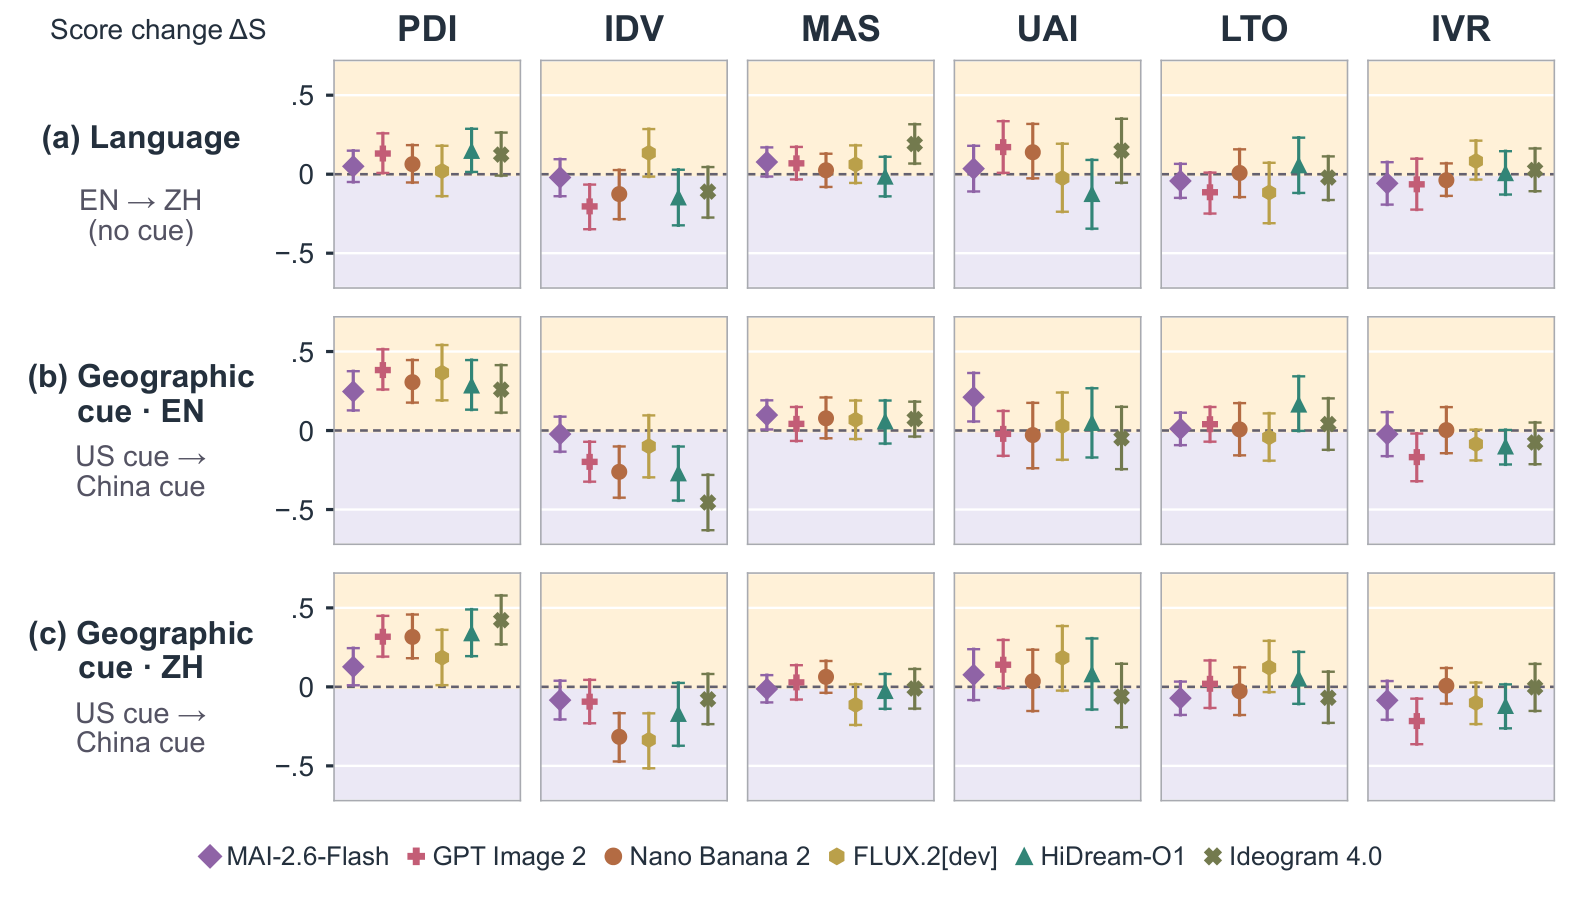 Score change ΔS PDI IDV MAS UAI LTO IVR
.5
(a) Language
0
EN → ZH
(no cue)
−.5
.5
(b) Geographic
cue · EN
0
US cue →
China cue
−.5
.5
(c) Geographic
cue · ZH
0
US cue →
China cue
−.5
MAI-2.6-Flash GPT Image 2 Nano Banana 2 FLUX.2[dev] HiDream-O1 Ideogram 4.0